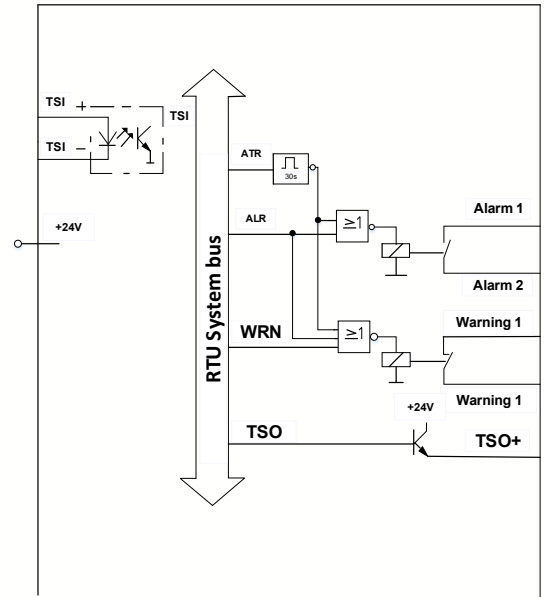 TSI +
TSI
TSI -
ATR
30s
+24V
ALR
≥1
Alarm 1
Alarm 2
RTU System bus
WRN
≥1
Warning 1
Warning 1
+24V
TSO
TSO+